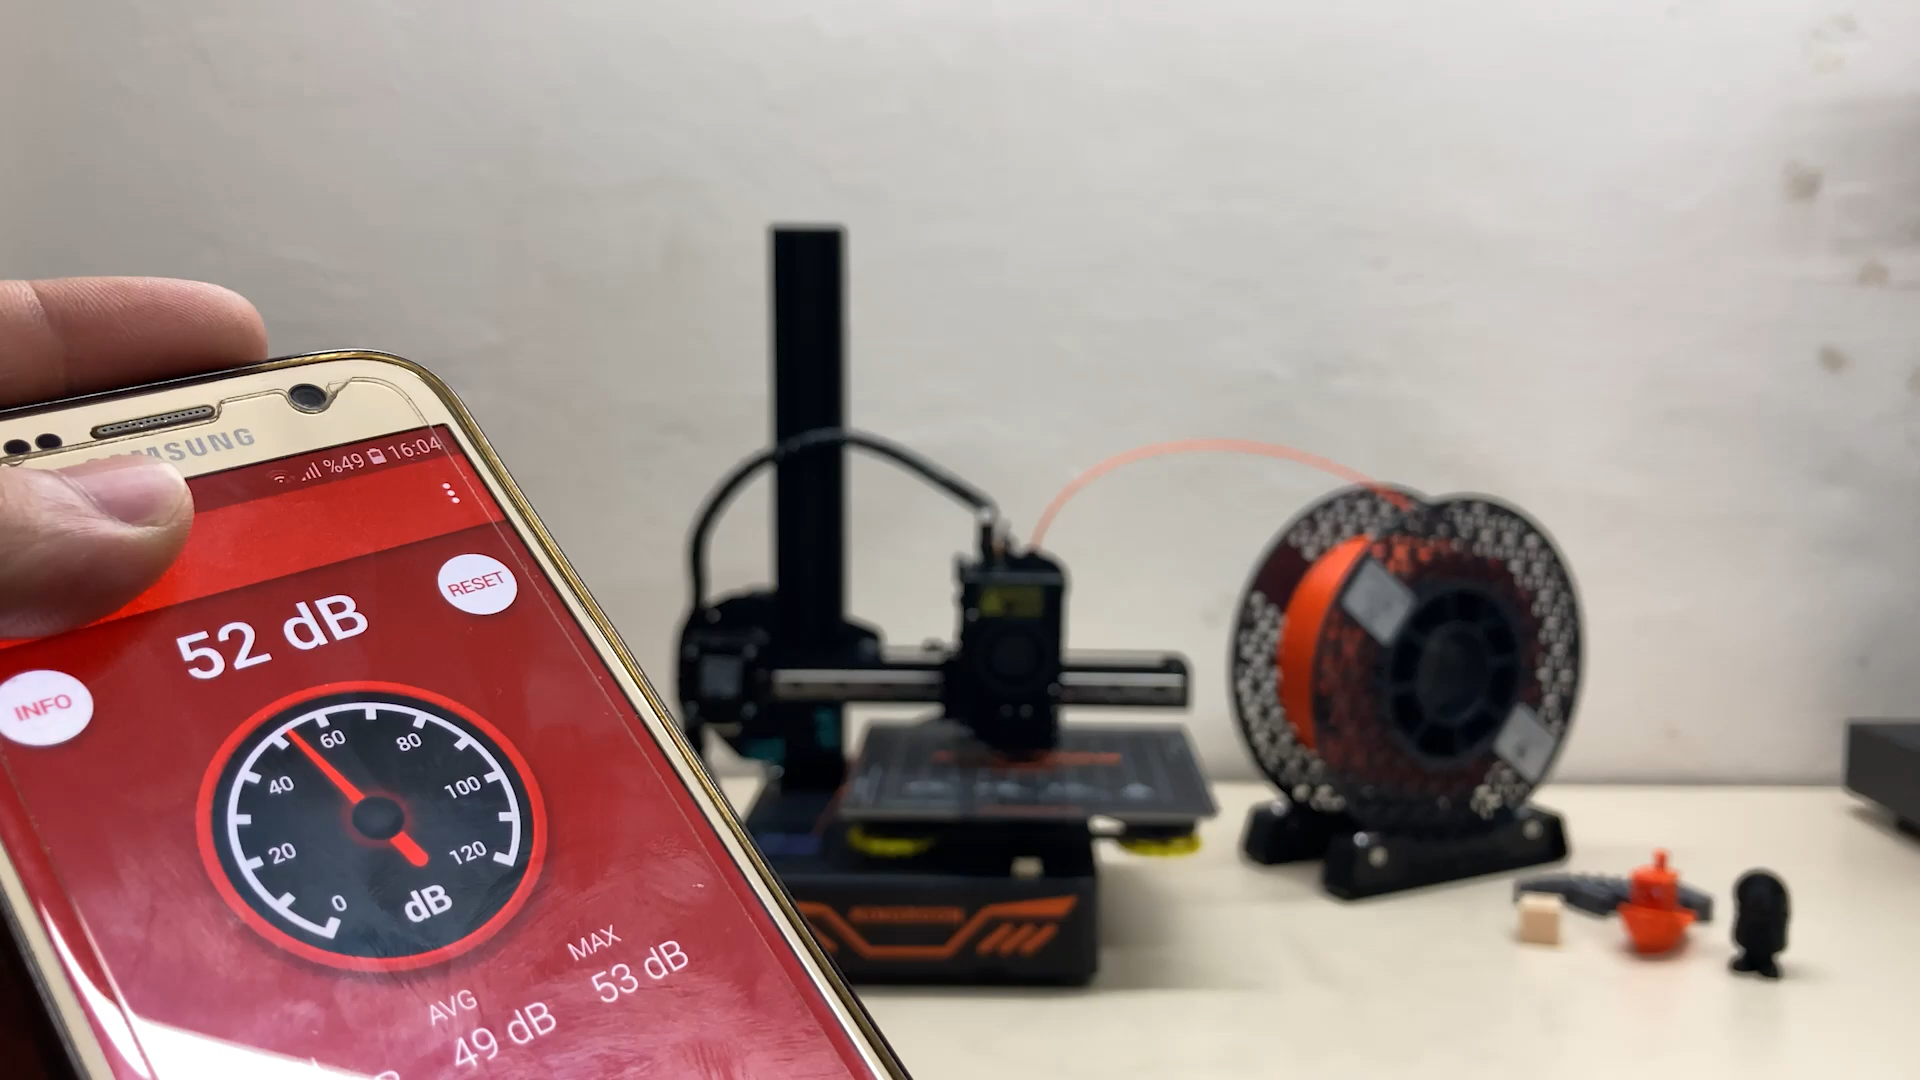 SAMSUNG
%49 16:04
RESET
52 dB
INFO
0 20 40 60 80 100 120
dB
MAX
53 dB
AVG
49 dB